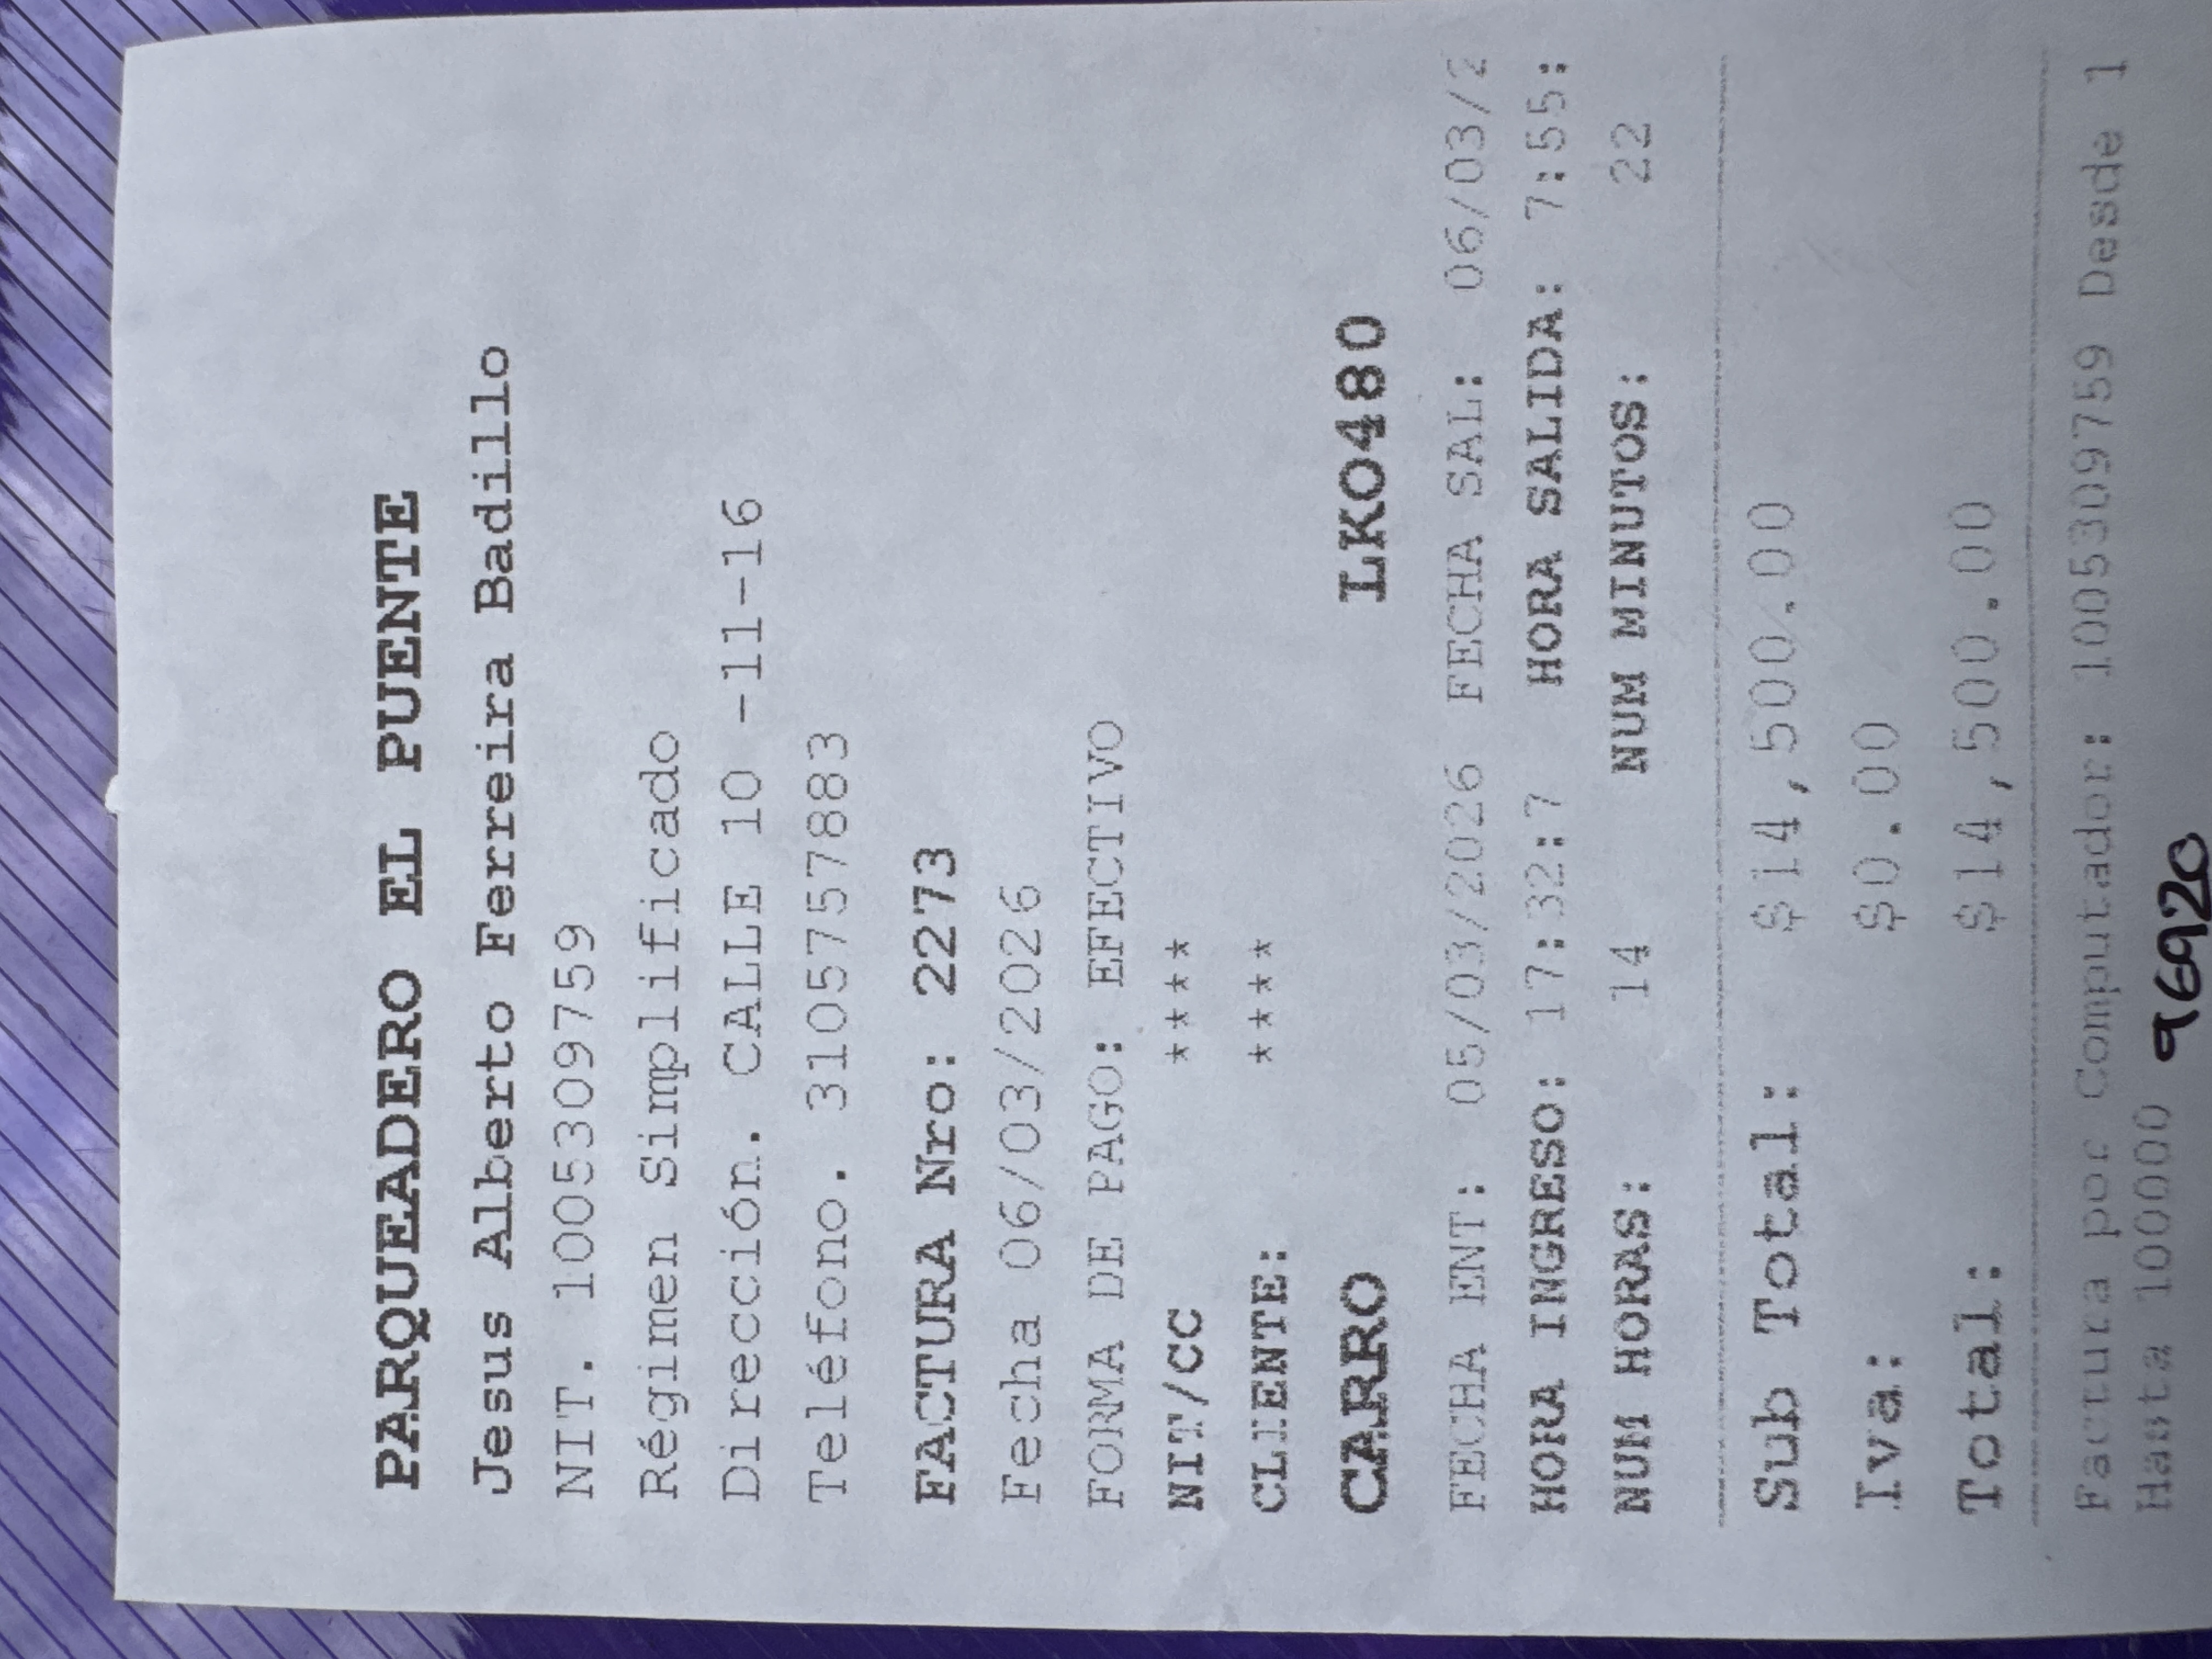 PARQUEADERO EL PUENTE
Jesus Alberto Ferreira Badillo
NIT. 1005309759
Régimen Simplificado
Dirección. CALLE 10 -11-16
Teléfono. 3105757883
FACTURA Nro: 2273
Fecha 06/03/2026
FORMA DE PAGO: EFECTIVO
NIT/CC ****
CLIENTE: ****
CARRO LKO480
FECHA ENT: 05/03/2026 FECHA SAL: 06/03/2
HORA INGRESO: 17:32:7 HORA SALIDA: 7:55:
NUM HORAS: 14 NUM MINUTOS: 22
Sub Total: $14,500.00
Iva: $0.00
Total: $14,500.00
Factura por Computador: 1005309759 Desde 1
Hasta 100000 96920